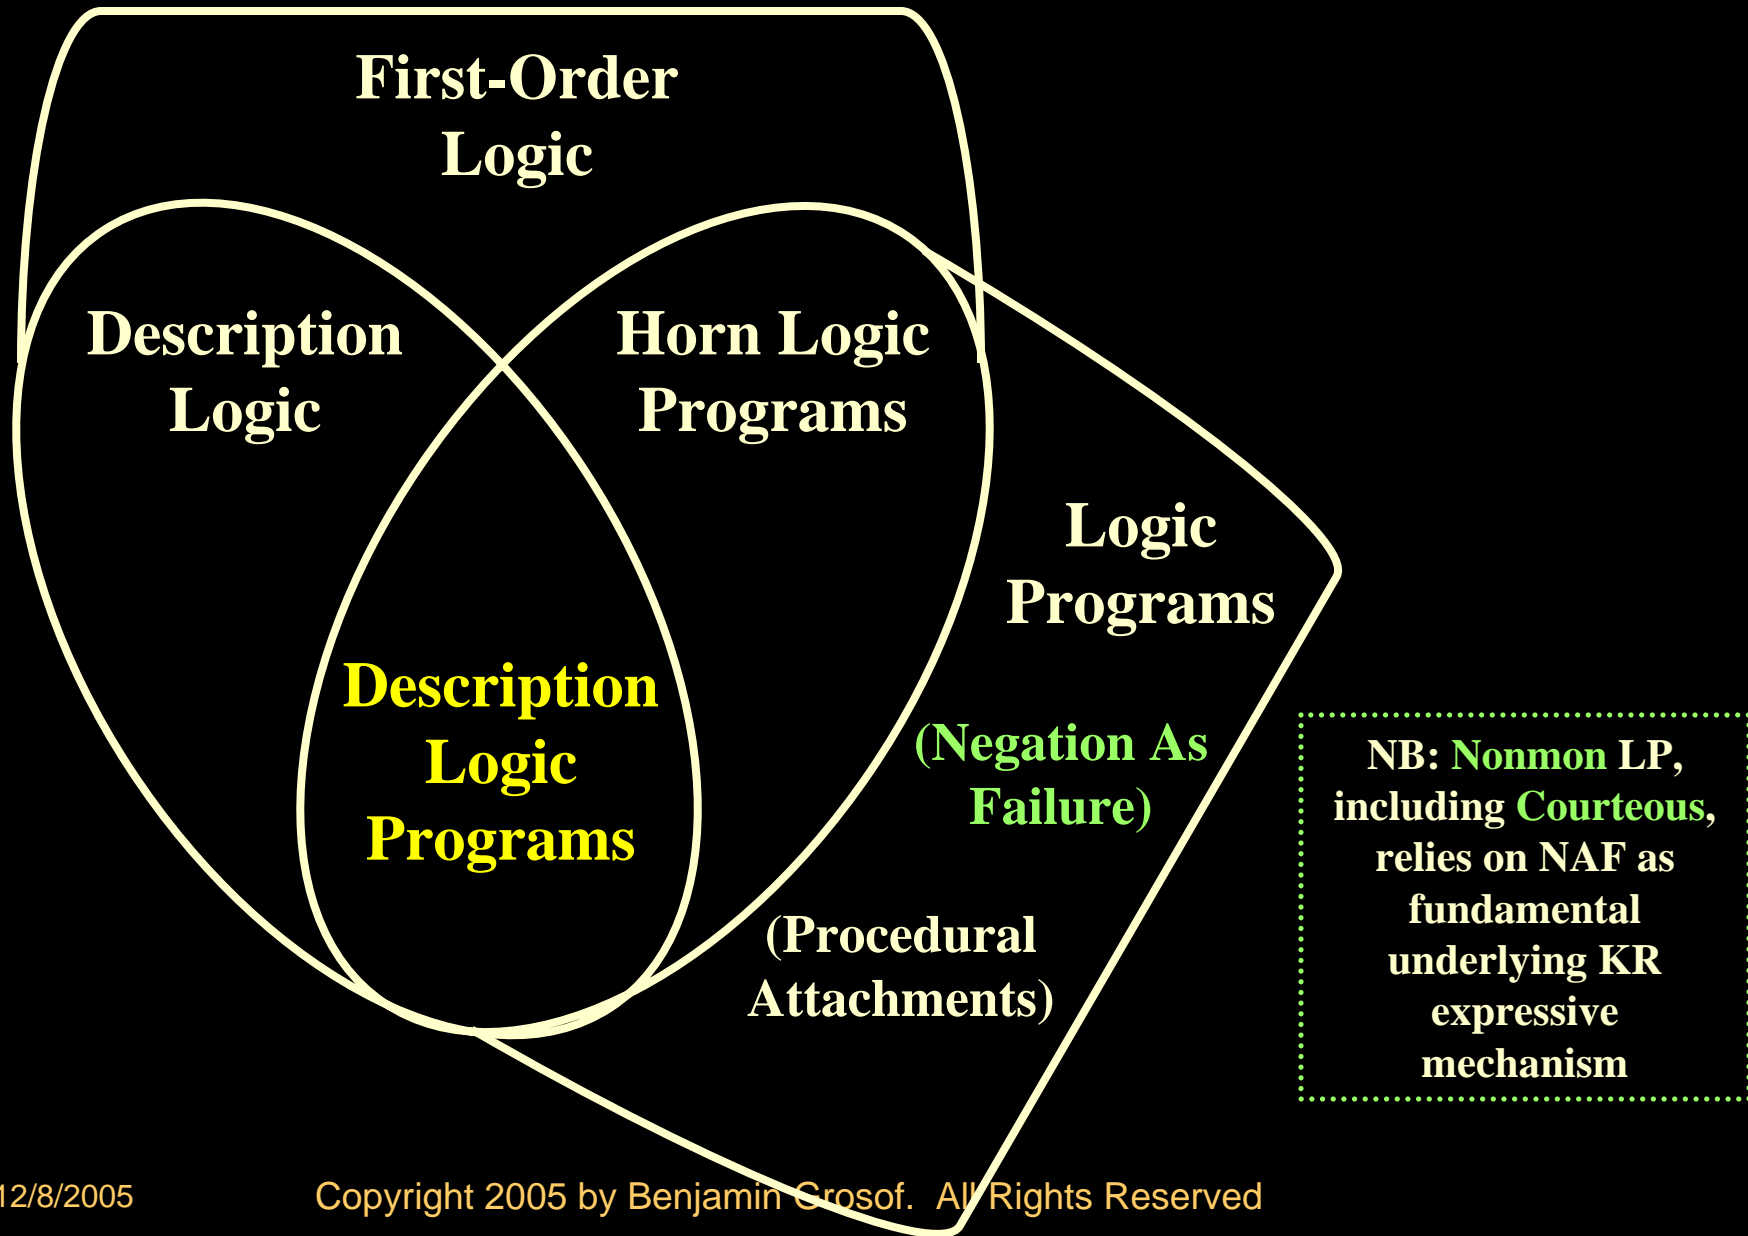 First-Order
Logic
Description
Logic
Horn Logic
Programs
Logic
Programs
Description
Logic
Programs
(Negation As
Failure)
(Procedural
Attachments)
NB: Nonmon LP,
including Courteous,
relies on NAF as
fundamental
underlying KR
expressive
mechanism
12/8/2005
Copyright 2005 by Benjamin Grosof. All Rights Reserved